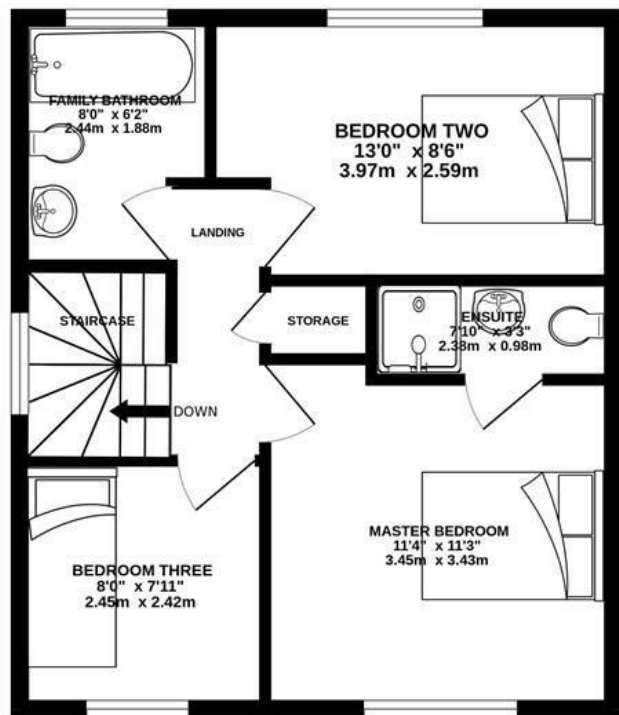 FAMILY BATHROOM
8'0" x 6'2"
2.44m x 1.88m
BEDROOM TWO
13'0" x 8'6"
3.97m x 2.59m
LANDING
STAIRCASE
STORAGE
ENSUITE
7'10" x 3'3"
2.38m x 0.98m
DOWN
MASTER BEDROOM
11'4" x 11'3"
3.45m x 3.43m
BEDROOM THREE
8'0" x 7'11"
2.45m x 2.42m